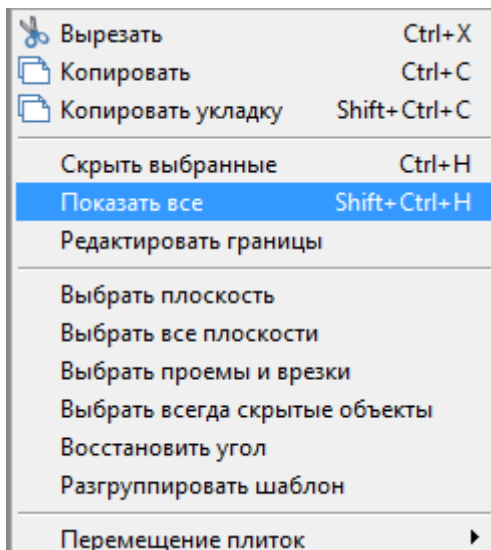 Вырезать Ctrl+X
Копировать Ctrl+C
Копировать укладку Shift+Ctrl+C
Скрыть выбранные Ctrl+H
Показать все Shift+Ctrl+H
Редактировать границы
Выбрать плоскость
Выбрать все плоскости
Выбрать проемы и врезки
Выбрать всегда скрытые объекты
Восстановить угол
Разгруппировать шаблон
Перемещение плиток